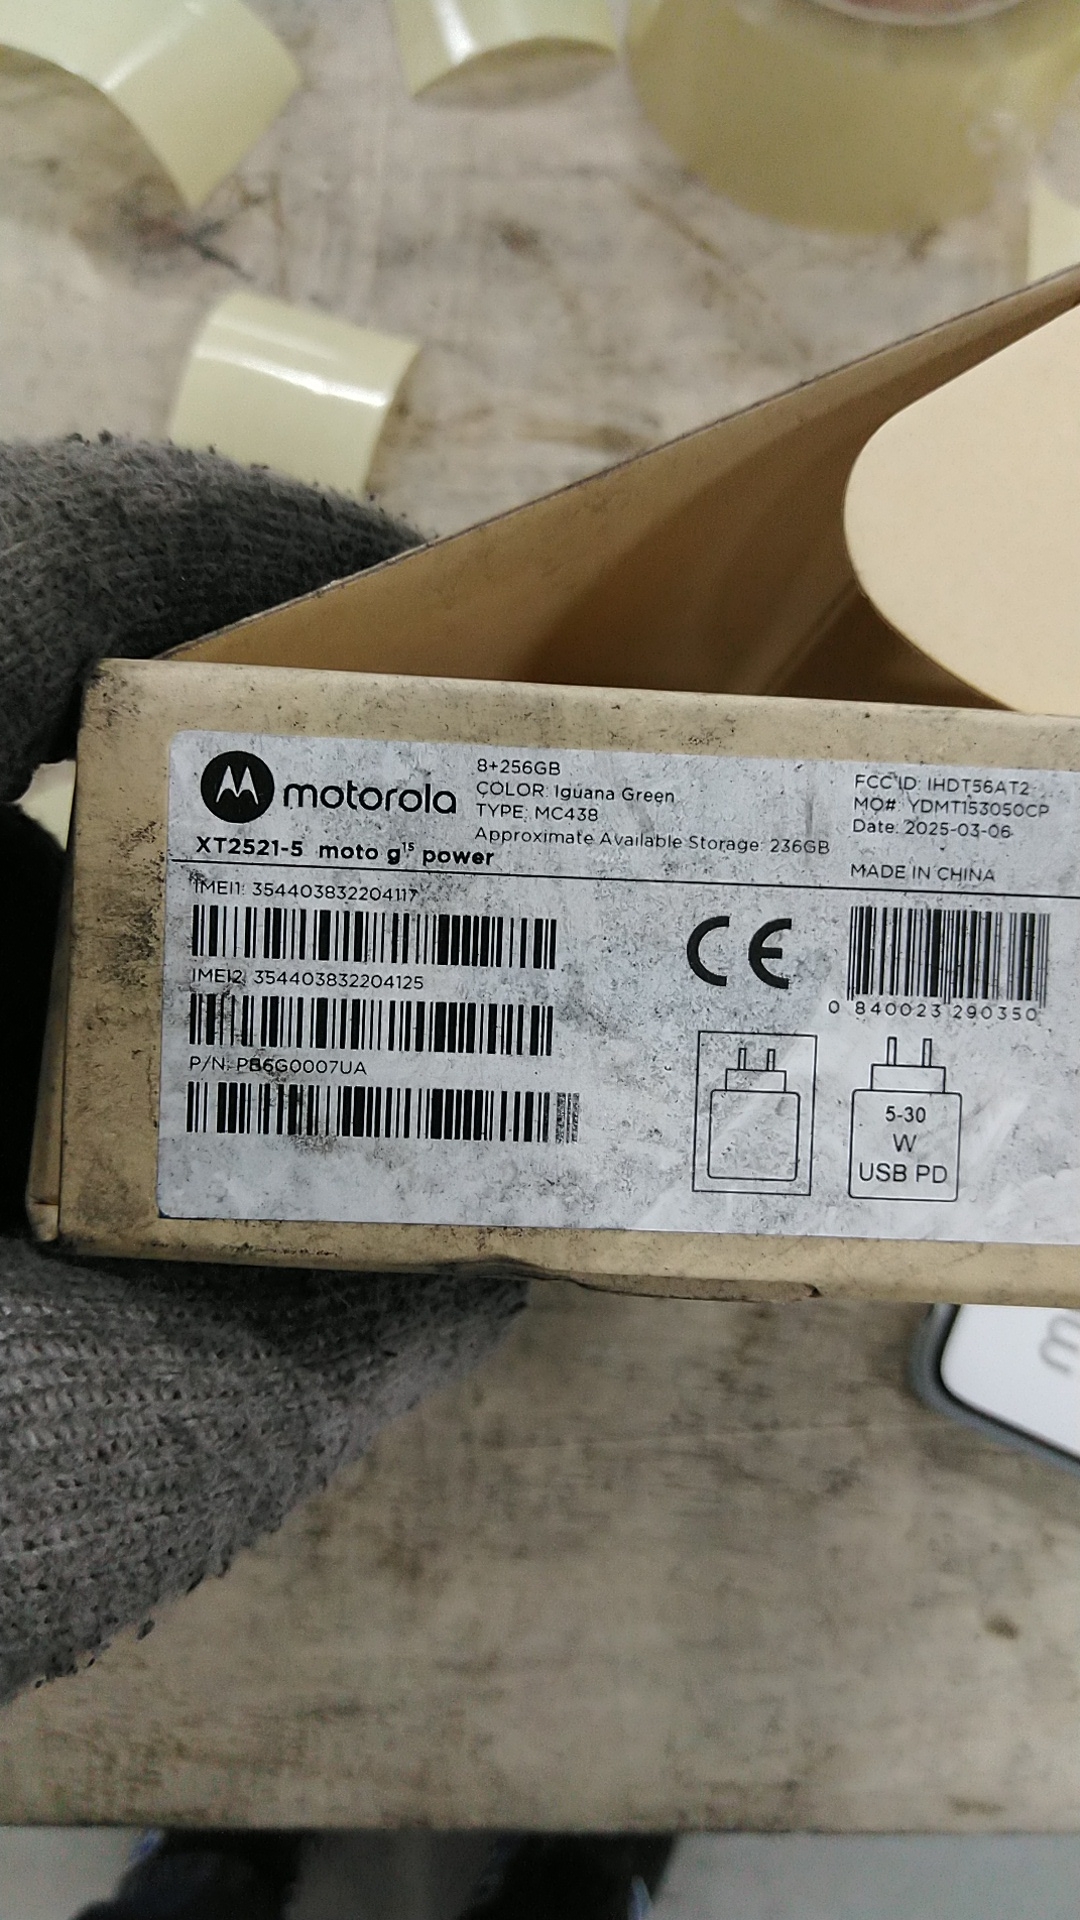 motorola
XT2521-5 moto g15 power
8+256GB
COLOR: Iguana Green
TYPE: MC438
Approximate Available Storage: 236GB
FCC ID: IHDT56AT2
MO#: YDMT153050CP
Date: 2025-03-06
MADE IN CHINA
IMEI1: 354403832204117
IMEI2: 354403832204125
P/N: PB6G0007UA
CE
0 840023 290350
5-30
W
USB PD